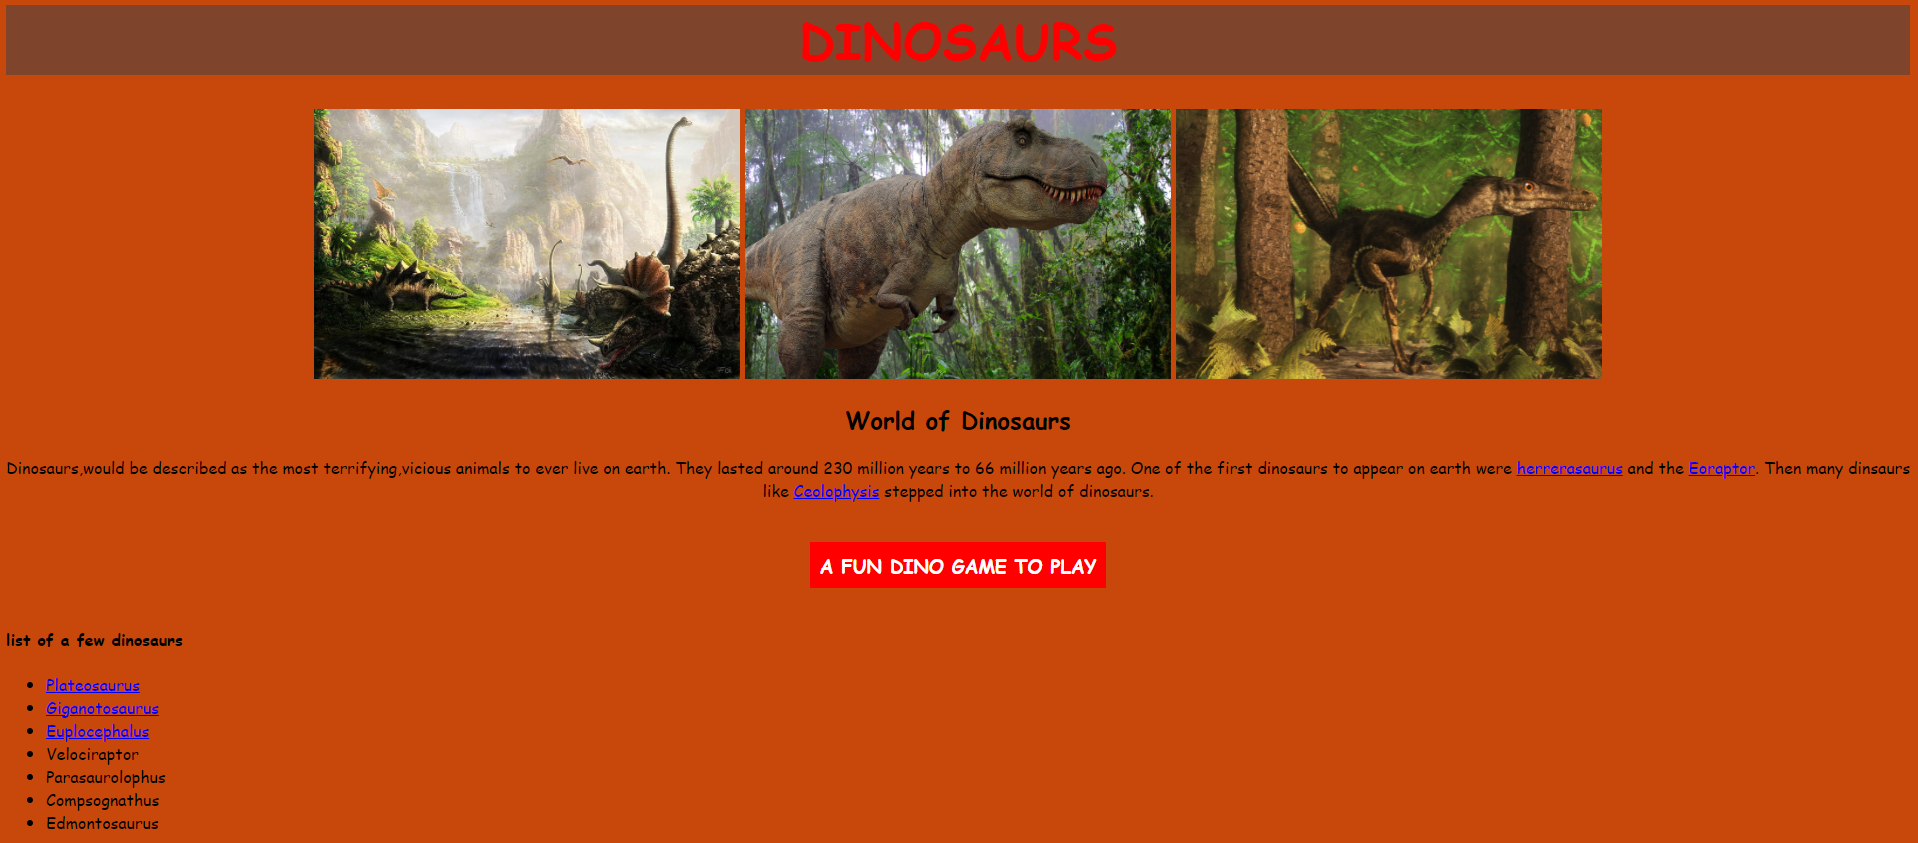 DINOSAURS
World of Dinosaurs
Dinosaurs,would be described as the most terrifying,vicious animals to ever live on earth. They lasted around 230 million years to 66 million years ago. One of the first dinosaurs to appear on earth were herrerasaurus and the Eoraptor. Then many dinsaurs
like Ceolophysis stepped into the world of dinosaurs.
A FUN DINO GAME TO PLAY
list of a few dinosaurs
Plateosaurus
Giganotosaurus
Euplocephalus
Velociraptor
Parasaurolophus
Compsognathus
Edmontosaurus